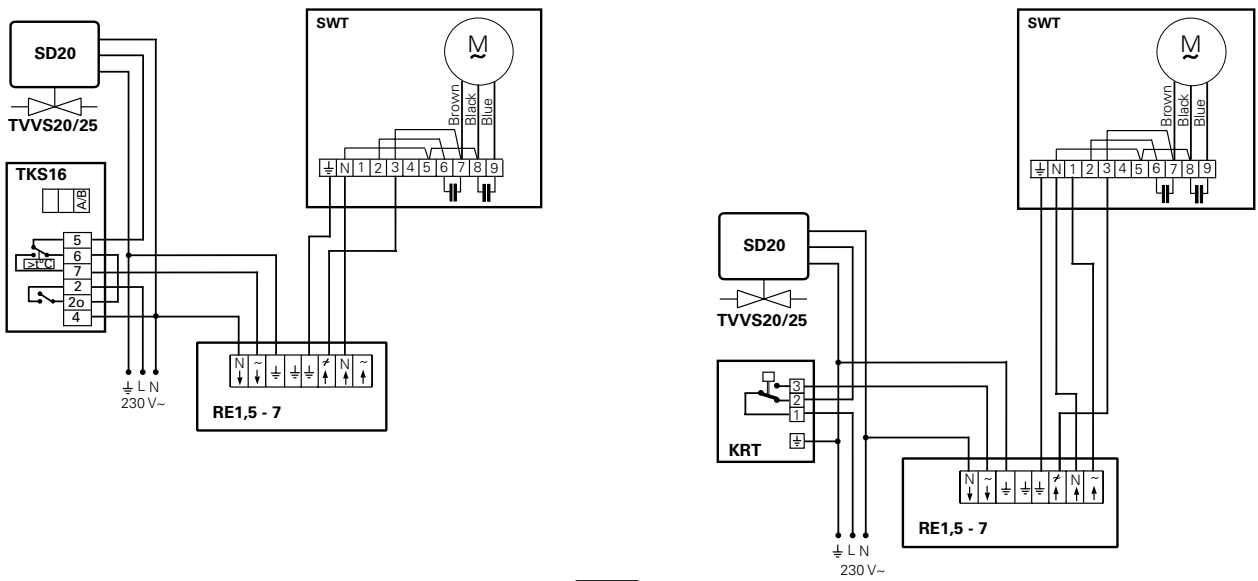 SWT
M
~
Brown
Black
Blue
⏚ N 1 2 3 4 5 6 7 8 9
SD20
TVVS20/25
TKS16
A/B
5
6
>t°C
7
2
2o
4
⏚ L N
230 V~
N ~ ⏚ ⏚ ⏚ ≁ N ~
RE1,5 - 7
SWT
M
~
Brown
Black
Blue
⏚ N 1 2 3 4 5 6 7 8 9
SD20
TVVS20/25
3
2
1
⏚
KRT
⏚ L N
230 V~
N ~ ⏚ ⏚ ⏚ ≁ N ~
RE1,5 - 7